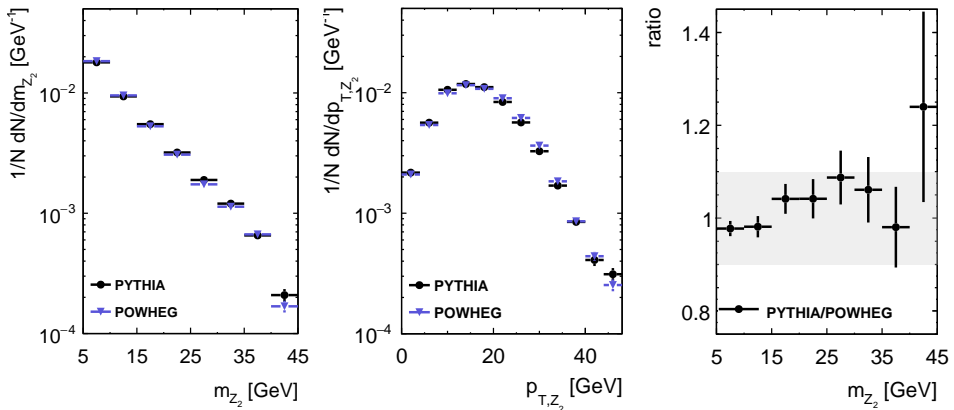 1/N dN/dm_{Z_2} [GeV^{-1}]
10^{-2}
10^{-3}
10^{-4}
PYTHIA
POWHEG
5 15 25 35 45
m_{Z_2} [GeV]
1/N dN/dp_{T,Z_2} [GeV^{-1}]
10^{-2}
10^{-3}
10^{-4}
PYTHIA
POWHEG
0 20 40
p_{T,Z_2} [GeV]
ratio
1.4
1.2
1
0.8
PYTHIA/POWHEG
5 15 25 35 45
m_{Z_2} [GeV]